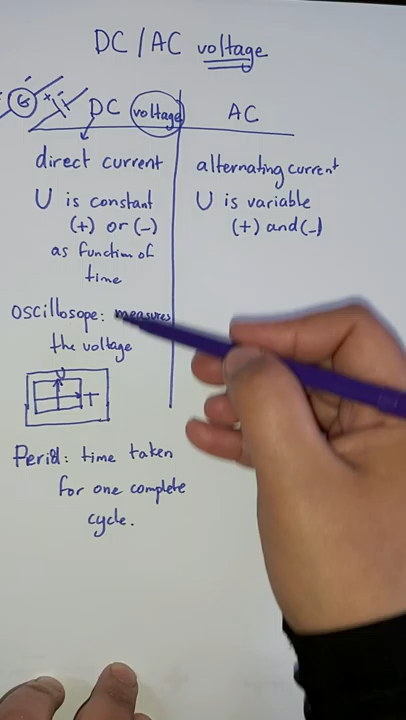 DC / AC voltage
G
DC voltage
AC
direct current
U is constant
(+) or (-)
as function of
time
alternating current
U is variable
(+) and (-)
Oscillosope: measures
the voltage
U
t
Period: time taken
for one complete
cycle.